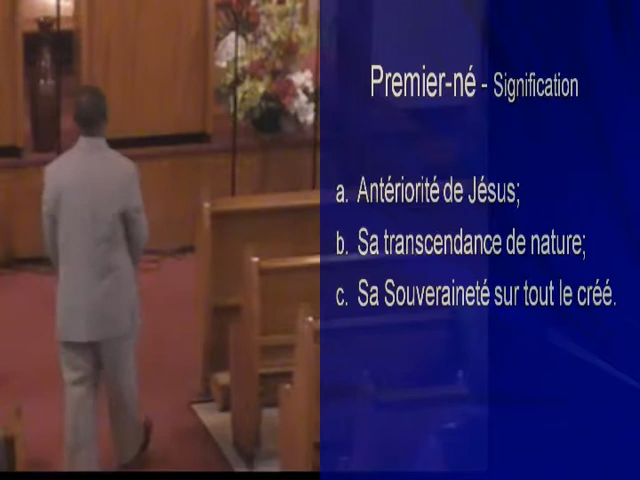 Premier-né - Signification
a. Antériorité de Jésus;
b. Sa transcendance de nature;
c. Sa Souveraineté sur tout le créé.